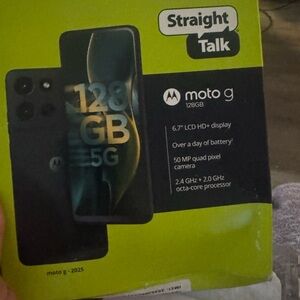 Straight
Talk
moto g
128GB
128
GB
5G
6.7" LCD HD+ display
Over a day of battery¹
50 MP quad pixel
camera
2.4 GHz + 2.0 GHz
octa-core processor
moto g - 2025